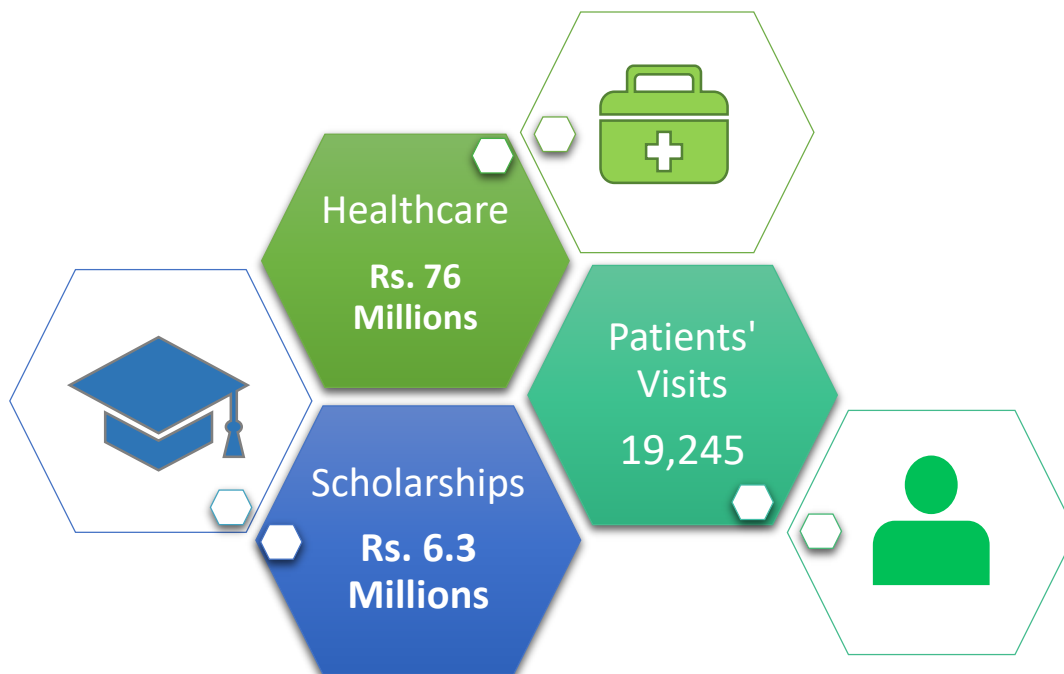 Healthcare
Rs. 76
Millions
Patients'
Visits
19,245
Scholarships
Rs. 6.3
Millions